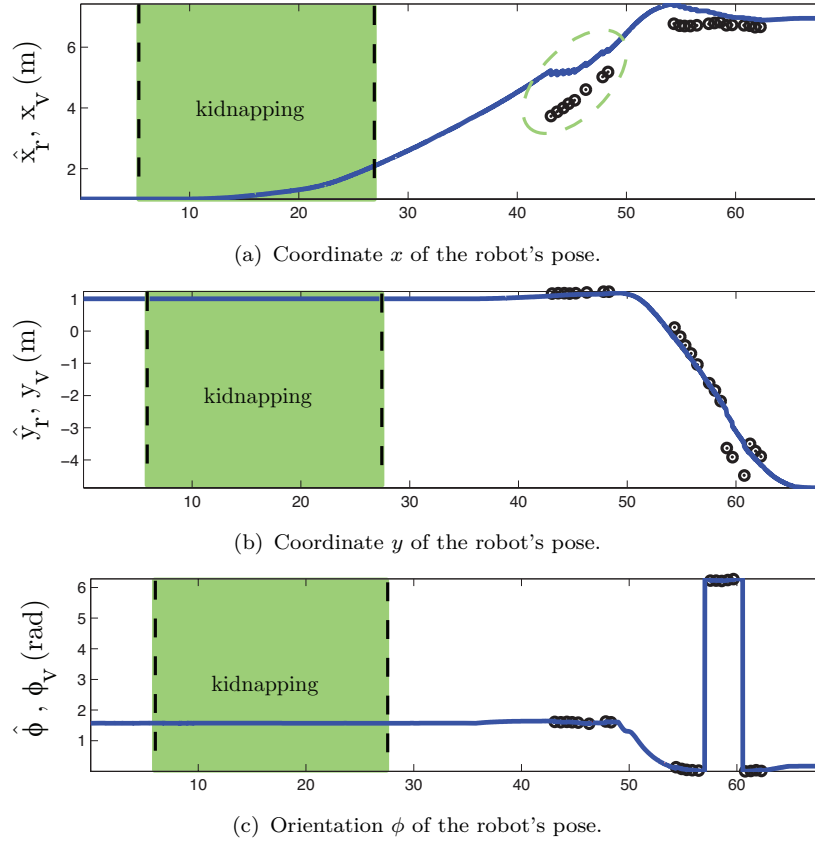 x̂r, xv (m)
6
4
2
kidnapping
10 20 30 40 50 60
(a) Coordinate x of the robot's pose.
ŷr, yv (m)
1
0
−1
−2
−3
−4
kidnapping
0 10 20 30 40 50 60
(b) Coordinate y of the robot's pose.
ϕ̂ , ϕv (rad)
6
5
4
3
2
1
kidnapping
10 20 30 40 50 60
(c) Orientation ϕ of the robot's pose.